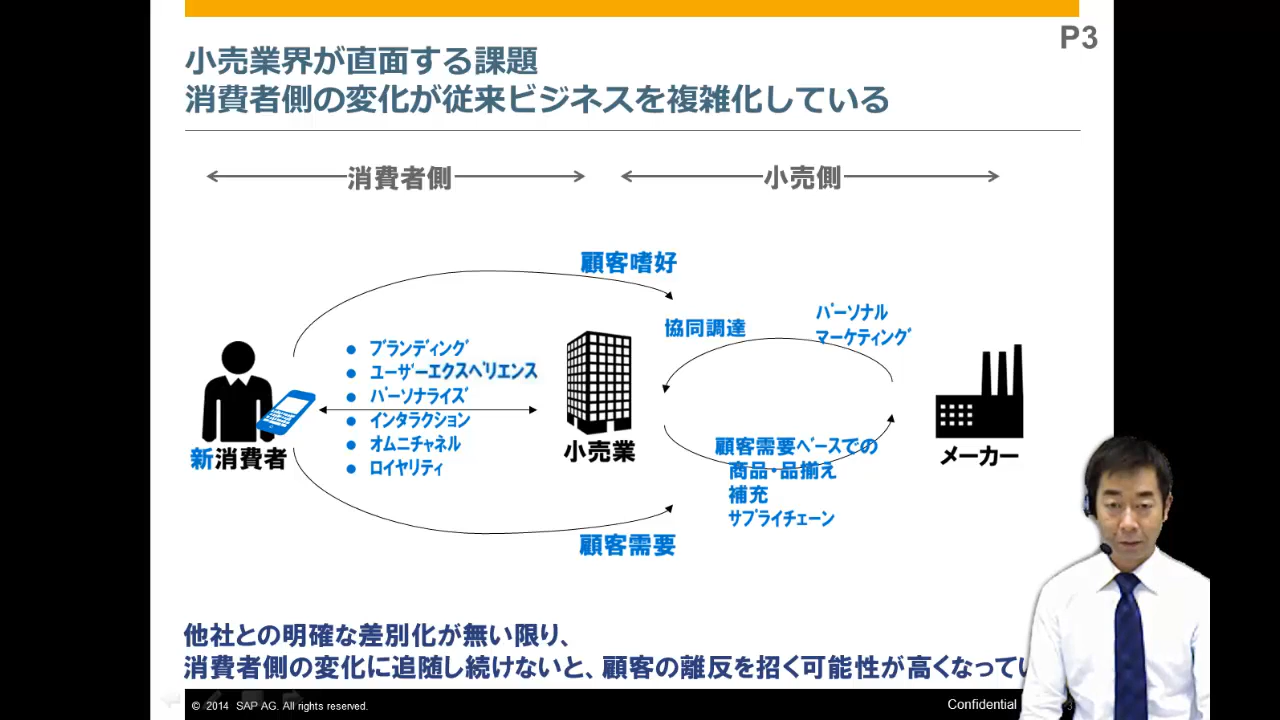 P3
小売業界が直面する課題
消費者側の変化が従来ビジネスを複雑化している
消費者側
小売側
顧客嗜好
協同調達
パーソナル
マーケティング
● ブランディング
● ユーザーエクスペリエンス
● パーソナライズ
● インタラクション
● オムニチャネル
● ロイヤリティ
新消費者
小売業
メーカー
顧客需要ベースでの
商品・品揃え
補充
サプライチェーン
顧客需要
他社との明確な差別化が無い限り、
消費者側の変化に追随し続けないと、顧客の離反を招く可能性が高くなってい
© 2014 SAP AG. All rights reserved.
Confidential